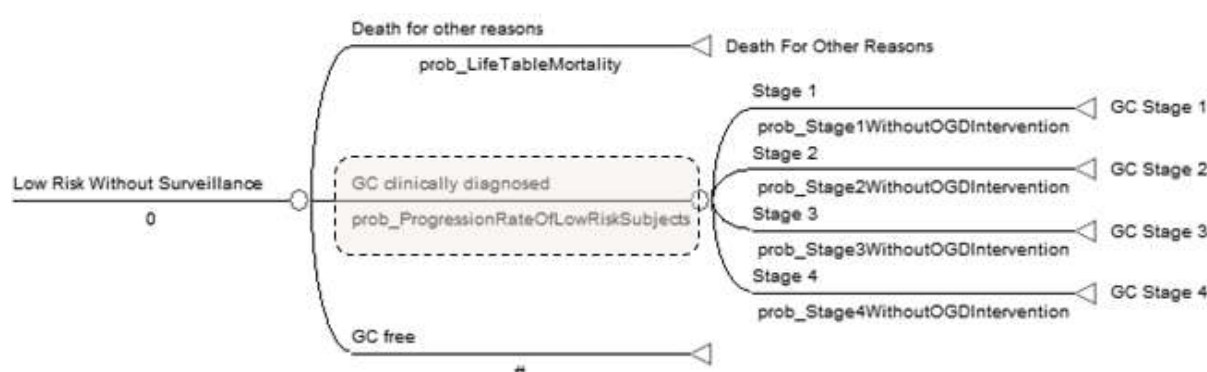 Death for other reasons
prob_LifeTableMortality
Death For Other Reasons
Stage 1
prob_Stage1WithoutOGDIntervention
GC Stage 1
Stage 2
prob_Stage2WithoutOGDIntervention
GC Stage 2
Low Risk Without Surveillance
0
GC clinically diagnosed
prob_ProgressionRateOfLowRiskSubjects
Stage 3
prob_Stage3WithoutOGDIntervention
GC Stage 3
Stage 4
prob_Stage4WithoutOGDIntervention
GC Stage 4
GC free
#